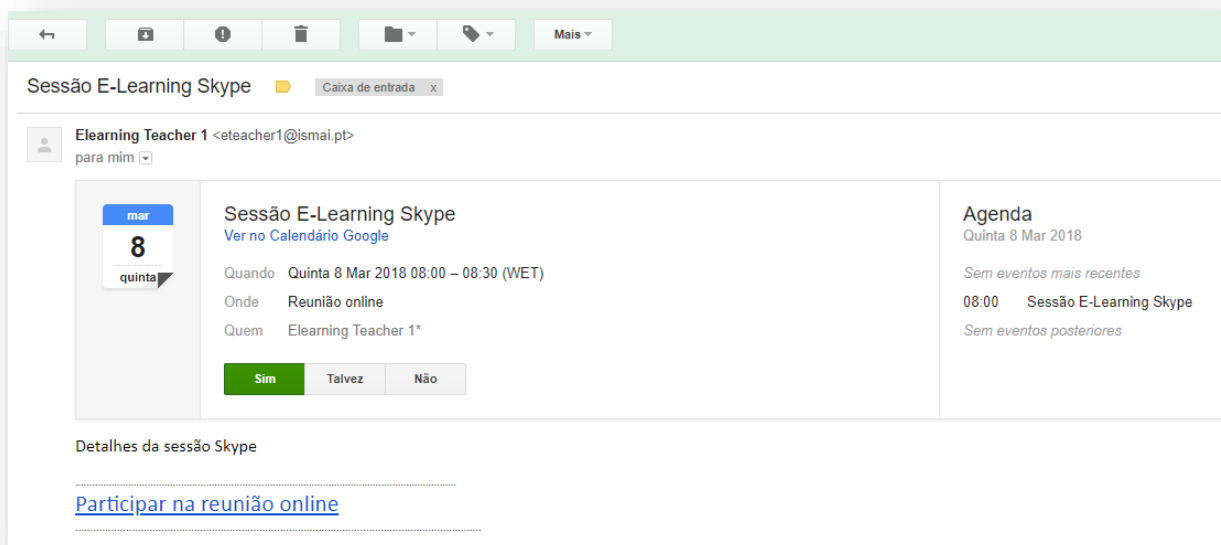 Mais
Sessão E-Learning Skype
Caixa de entrada x
Elearning Teacher 1 <eteacher1@ismai.pt>
para mim
mar
8
quinta
Sessão E-Learning Skype
Ver no Calendário Google
Quando Quinta 8 Mar 2018 08:00 – 08:30 (WET)
Onde Reunião online
Quem Elearning Teacher 1*
Sim Talvez Não
Agenda
Quinta 8 Mar 2018
Sem eventos mais recentes
08:00 Sessão E-Learning Skype
Sem eventos posteriores
Detalhes da sessão Skype
Participar na reunião online